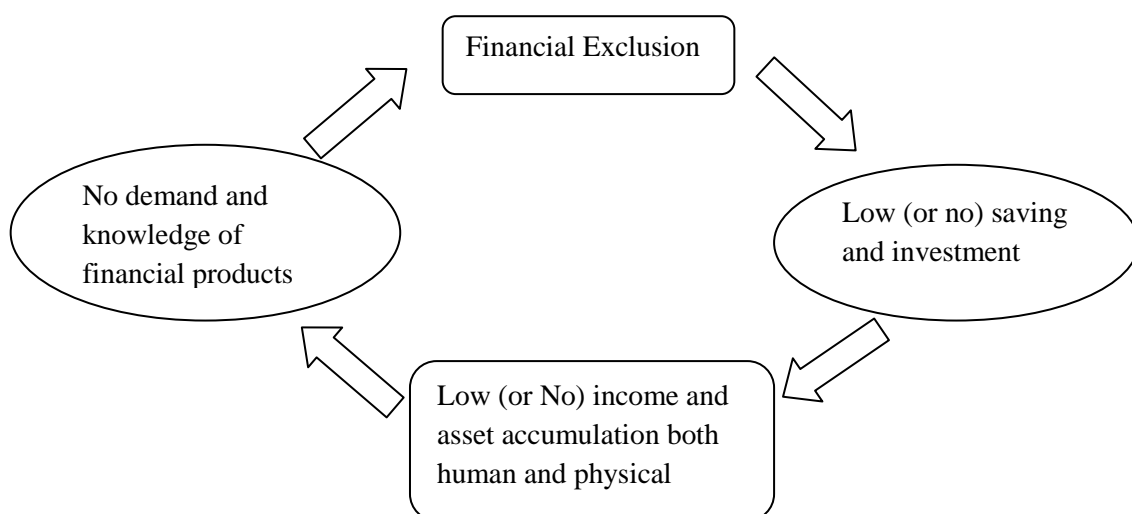 Financial Exclusion
No demand and
knowledge of
financial products
Low (or no) saving
and investment
Low (or No) income and
asset accumulation both
human and physical